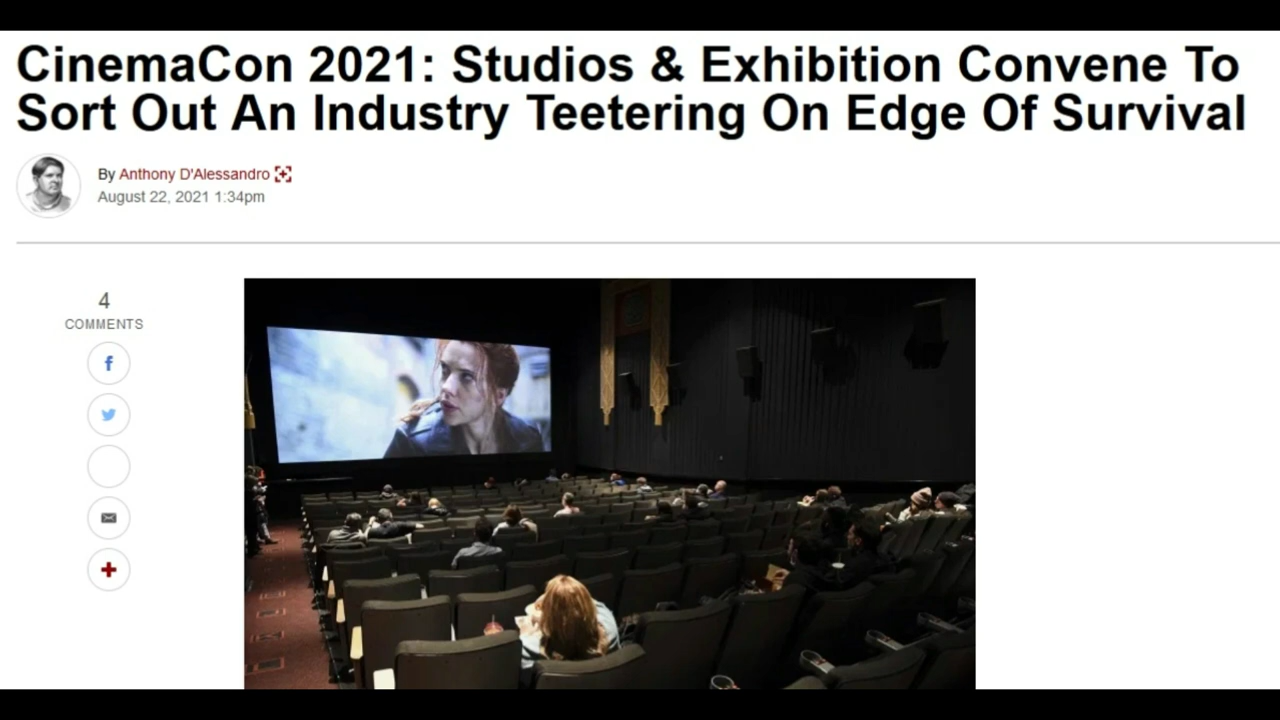 CinemaCon 2021: Studios & Exhibition Convene To
Sort Out An Industry Teetering On Edge Of Survival
By Anthony D'Alessandro
August 22, 2021 1:34pm
4
COMMENTS